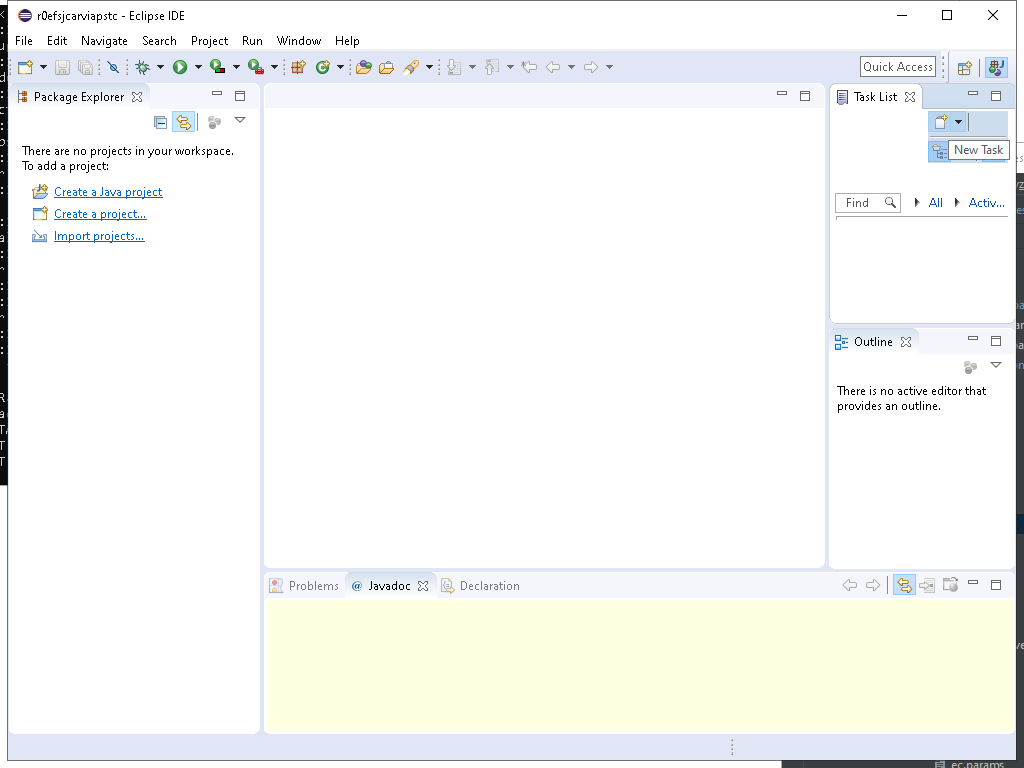 r0efsjcarviapstc - Eclipse IDE
File Edit Navigate Search Project Run Window Help
Quick Access
Package Explorer
There are no projects in your workspace.
To add a project:
Create a Java project
Create a project...
Import projects...
Task List
New Task
Find
All
Activ...
Outline
There is no active editor that
provides an outline.
Problems
@ Javadoc
Declaration
ec.params